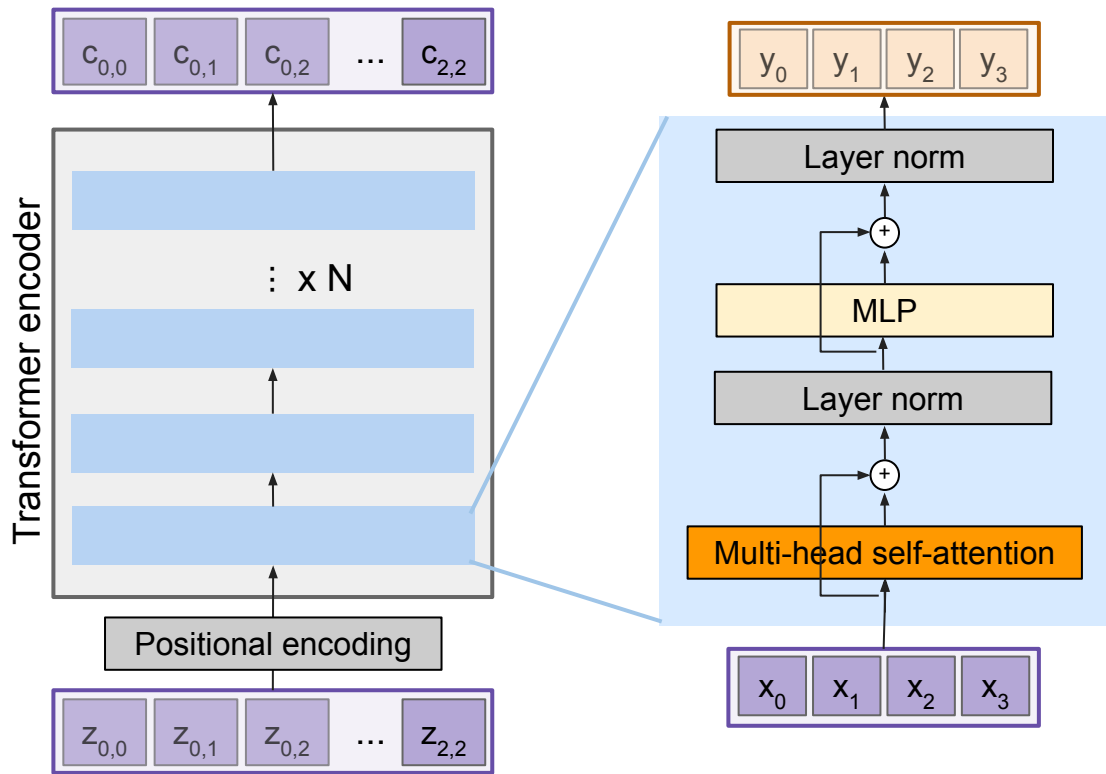 c0,0 c0,1 c0,2 ... c2,2
Transformer encoder
⋮ x N
Positional encoding
z0,0 z0,1 z0,2 ... z2,2
y0 y1 y2 y3
Layer norm
+
MLP
Layer norm
+
Multi-head self-attention
x0 x1 x2 x3